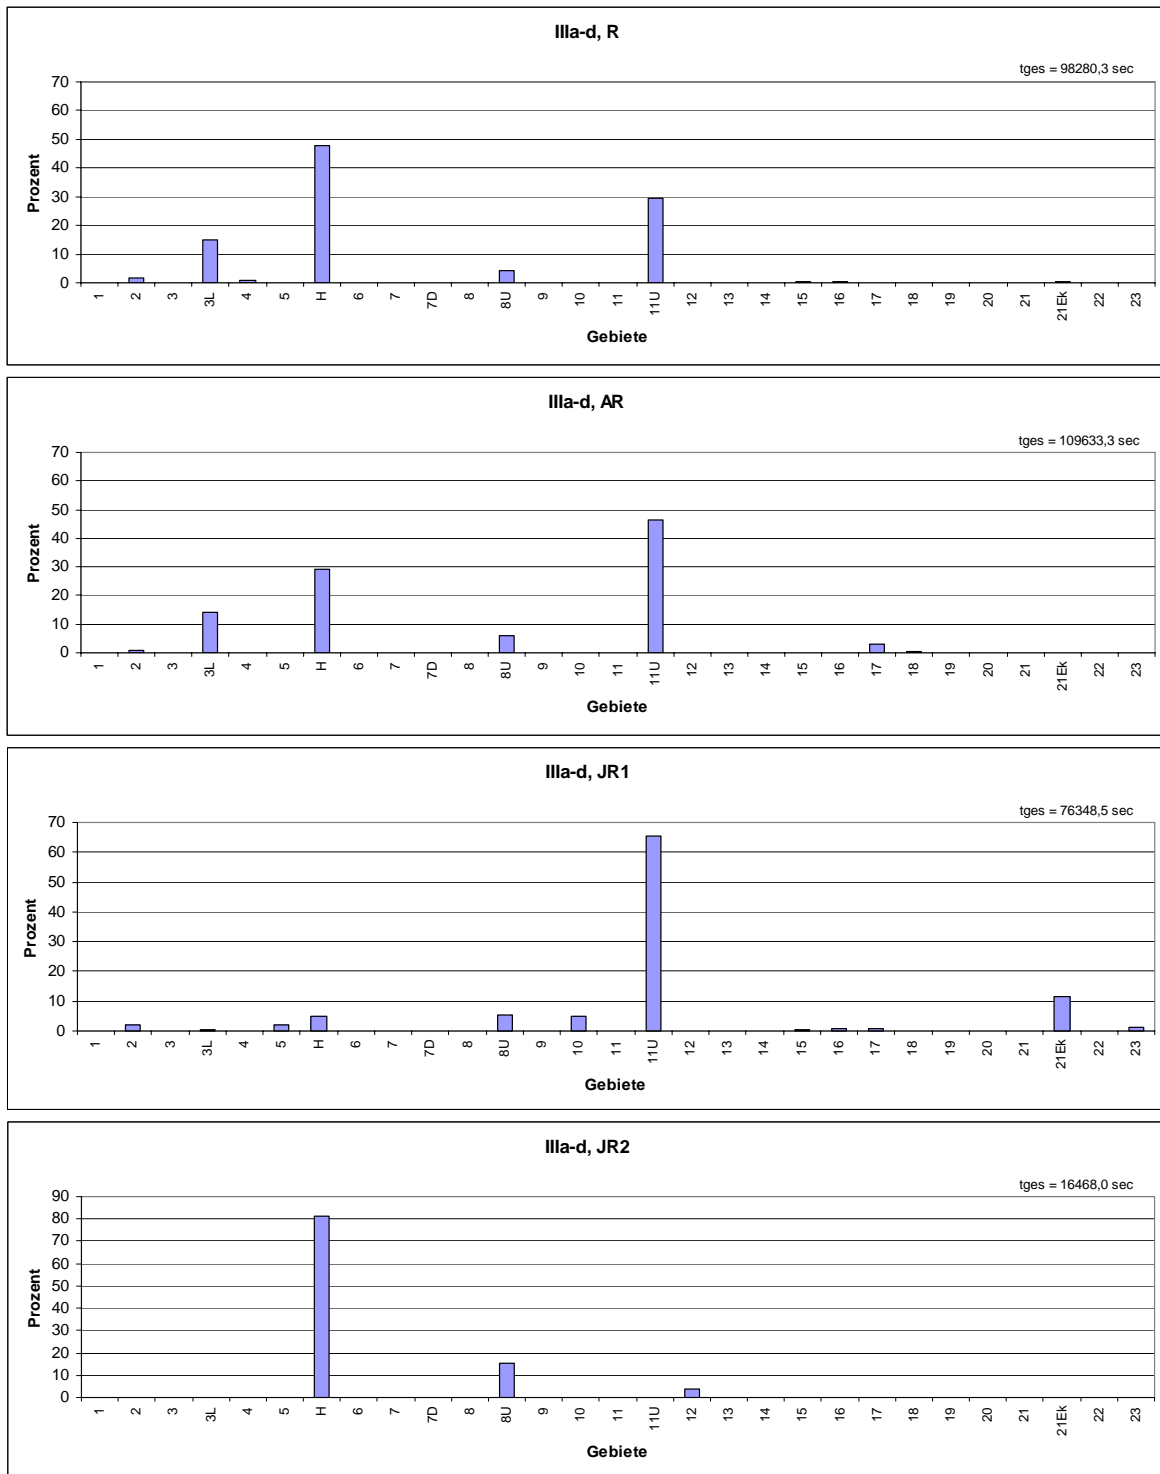 IIIa-d, R
tges = 98280,3 sec
70
60
50
40
30
20
10
0
Prozent
1 2 3 3L 4 5 H 6 7 7D 8 8U 9 10 11 11U 12 13 14 15 16 17 18 19 20 21 21Ek 22 23
Gebiete
IIIa-d, AR
tges = 109633,3 sec
70
60
50
40
30
20
10
0
Prozent
1 2 3 3L 4 5 H 6 7 7D 8 8U 9 10 11 11U 12 13 14 15 16 17 18 19 20 21 21Ek 22 23
Gebiete
IIIa-d, JR1
tges = 76348,5 sec
70
60
50
40
30
20
10
0
Prozent
1 2 3 3L 4 5 H 6 7 7D 8 8U 9 10 11 11U 12 13 14 15 16 17 18 19 20 21 21Ek 22 23
Gebiete
IIIa-d, JR2
tges = 16468,0 sec
90
80
70
60
50
40
30
20
10
0
Prozent
1 2 3 3L 4 5 H 6 7 7D 8 8U 9 10 11 11U 12 13 14 15 16 17 18 19 20 21 21Ek 22 23
Gebiete